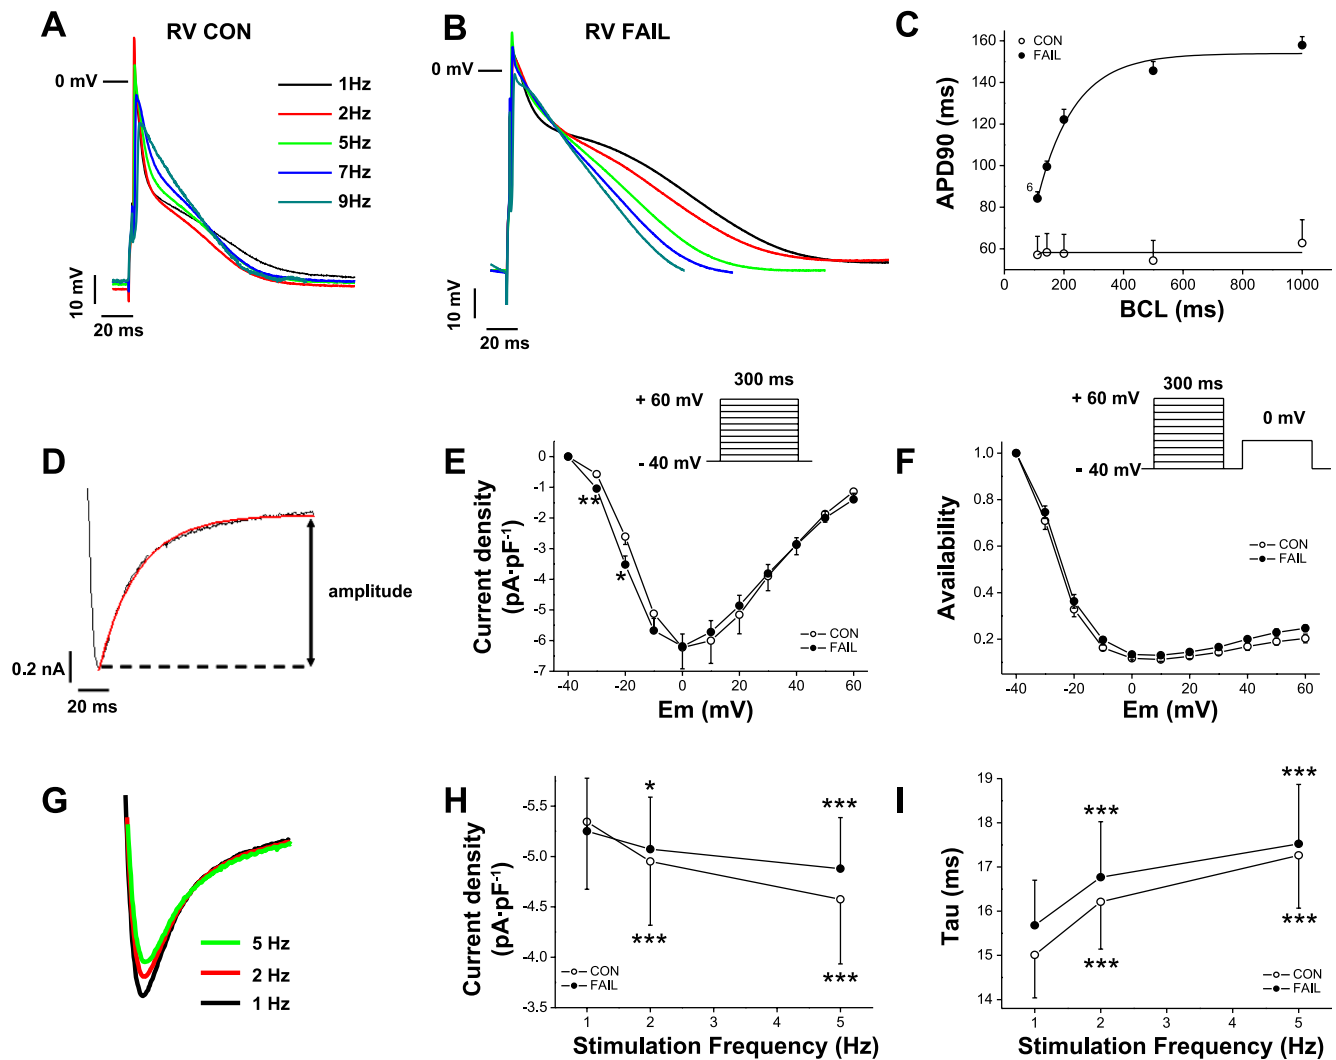 A
RV CON
0 mV
1Hz
2Hz
5Hz
7Hz
9Hz
10 mV
20 ms
B
RV FAIL
0 mV
10 mV
20 ms
C
CON
FAIL
APD90 (ms)
160
140
120
100
80
60
6
0
200
400
600
800
1000
BCL (ms)
D
amplitude
0.2 nA
20 ms
E
300 ms
+ 60 mV
- 40 mV
Current density
(pA·pF⁻¹)
0
-1
-2
-3
-4
-5
-6
-7
**
*
CON
FAIL
-40
-20
0
20
40
60
Em (mV)
F
300 ms
+ 60 mV
0 mV
- 40 mV
Availability
1.0
0.8
0.6
0.4
0.2
CON
FAIL
-40
-20
0
20
40
60
Em (mV)
G
5 Hz
2 Hz
1 Hz
H
Current density
(pA·pF⁻¹)
-5.5
-5.0
-4.5
-4.0
-3.5
*
***
***
***
CON
FAIL
1
2
3
4
5
Stimulation Frequency (Hz)
I
Tau (ms)
19
18
17
16
15
14
***
***
***
***
CON
FAIL
1
2
3
4
5
Stimulation Frequency (Hz)